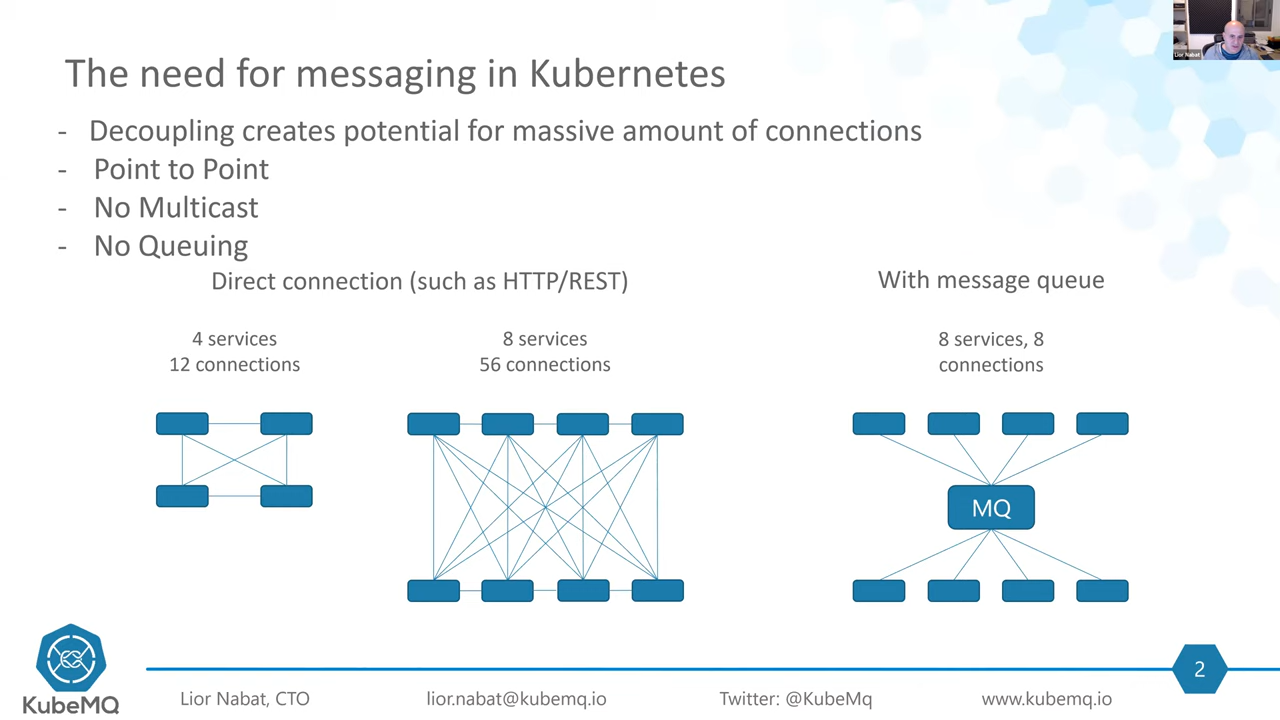 Lior Nabat
The need for messaging in Kubernetes
- Decoupling creates potential for massive amount of connections
- Point to Point
- No Multicast
- No Queuing
Direct connection (such as HTTP/REST)
With message queue
4 services
12 connections
8 services
56 connections
8 services, 8
connections
MQ
2
KubeMQ
Lior Nabat, CTO
lior.nabat@kubemq.io
Twitter: @KubeMq
www.kubemq.io